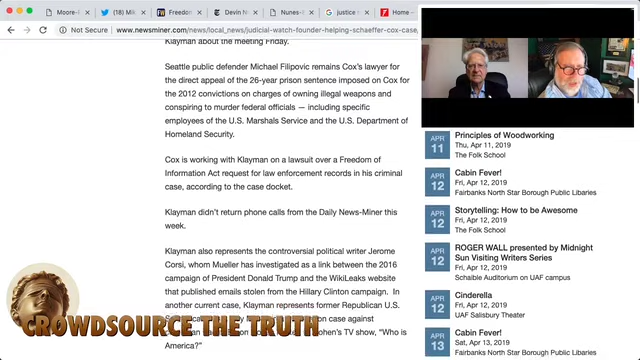 Moore-F
(18) Mik
Freedom
Devin N
Nunes-
justice
Home
Not Secure | www.newsminer.com/news/local_news/judicial-watch-founder-helping-schaeffer-cox-case/
Klayman about the meeting Friday.
Seattle public defender Michael Filipovic remains Cox's lawyer for
the direct appeal of the 26-year prison sentence imposed on Cox for
the 2012 convictions on charges of owning illegal weapons and
conspiring to murder federal officials — including specific
employees of the U.S. Marshals Service and the U.S. Department of
Homeland Security.
Cox is working with Klayman on a lawsuit over a Freedom of
Information Act request for law enforcement records in his criminal
case, according to the case docket.
Klayman didn't return phone calls from the Daily News-Miner this
week.
Klayman also represents the controversial political writer Jerome
Corsi, whom Mueller has investigated as a link between the 2016
campaign of President Donald Trump and the WikiLeaks website
that published emails stolen from the Hillary Clinton campaign. In
another current case, Klayman represents former Republican U.S.
case against
TV show, "Who is
America?"
CROWDSOURCE THE TRUTH
APR
11
Principles of Woodworking
Thu, Apr 11, 2019
The Folk School
APR
12
Cabin Fever!
Fri, Apr 12, 2019
Fairbanks North Star Borough Public Libaries
APR
12
Storytelling: How to be Awesome
Fri, Apr 12, 2019
The Folk School
APR
12
ROGER WALL presented by Midnight
Sun Visiting Writers Series
Fri, Apr 12, 2019
Schaible Auditorium on UAF campus
APR
12
Cinderella
Fri, Apr 12, 2019
UAF Salisbury Theater
APR
13
Cabin Fever!
Sat, Apr 13, 2019
Fairbanks North Star Borough Public Libaries